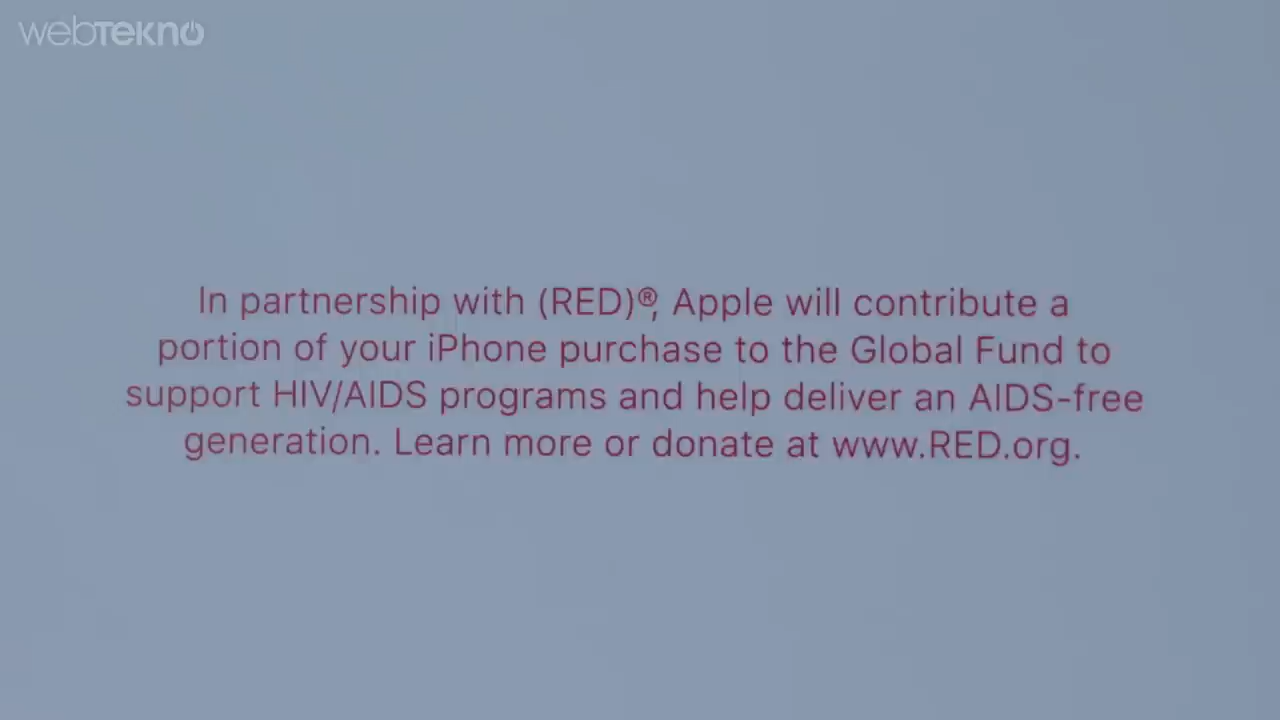 webTEKNO
In partnership with (RED)®, Apple will contribute a
portion of your iPhone purchase to the Global Fund to
support HIV/AIDS programs and help deliver an AIDS-free
generation. Learn more or donate at www.RED.org.